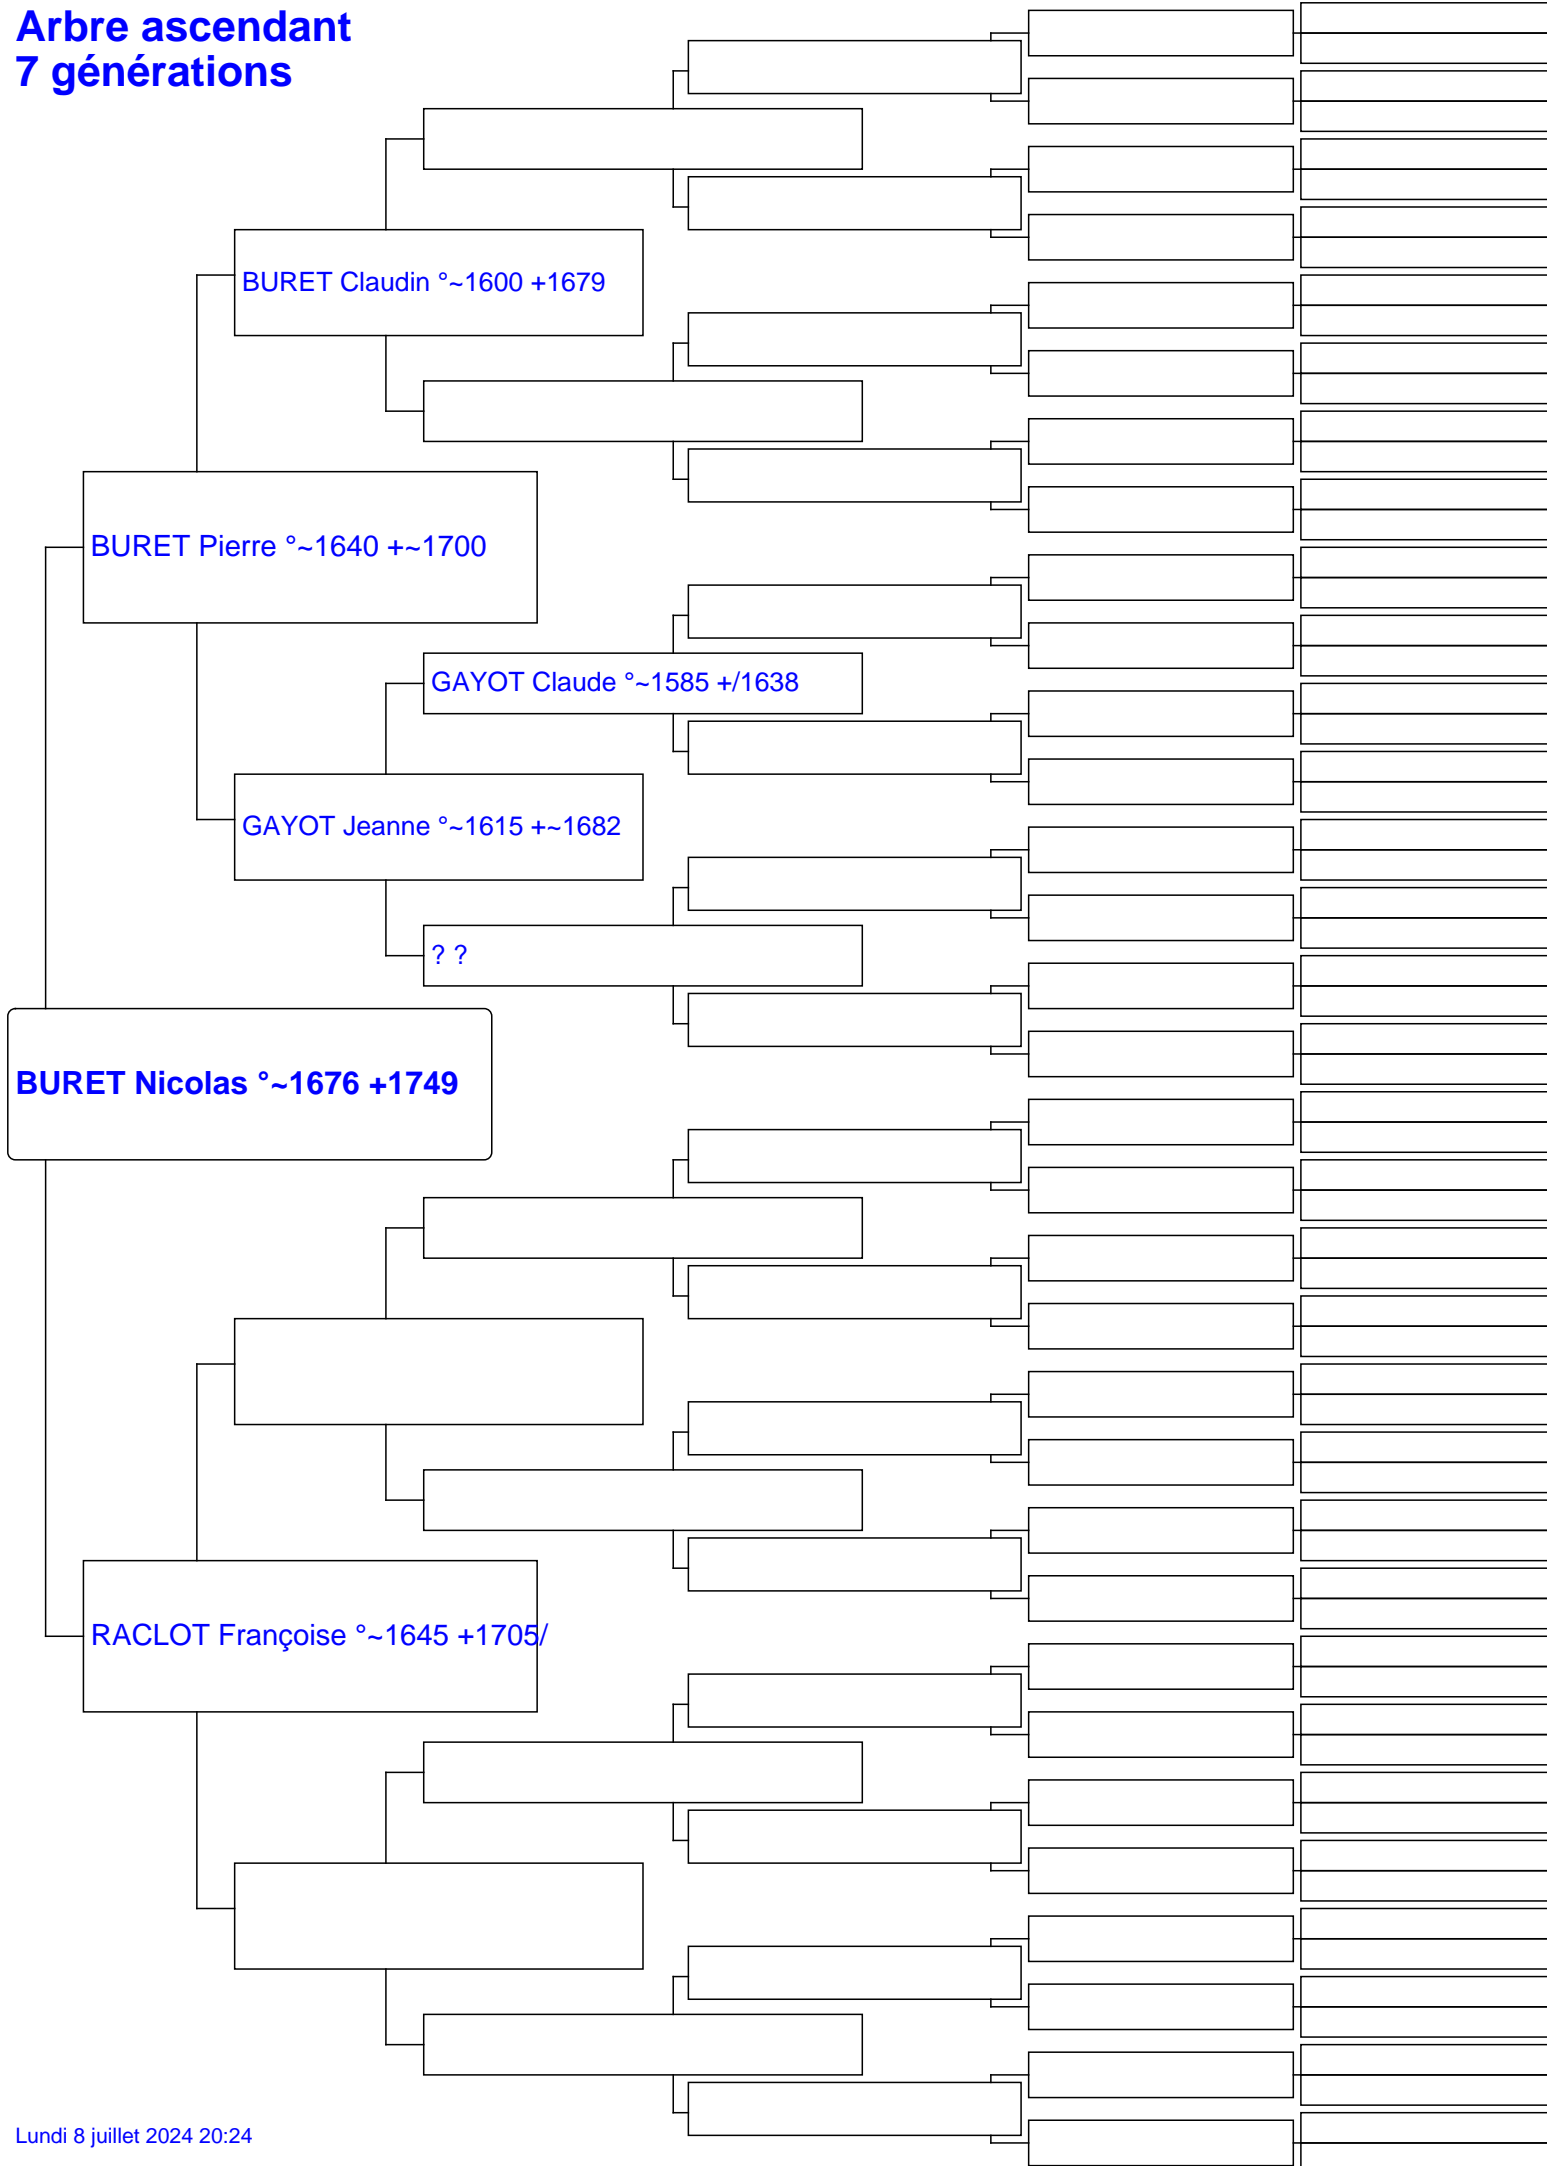 Arbre ascendant
7 générations
BURET Claudin °~1600 +1679
BURET Pierre °~1640 +~1700
GAYOT Claude °~1585 +/1638
GAYOT Jeanne °~1615 +~1682
? ?
BURET Nicolas °~1676 +1749
RACLOT Françoise °~1645 +1705/
Lundi 8 juillet 2024 20:24